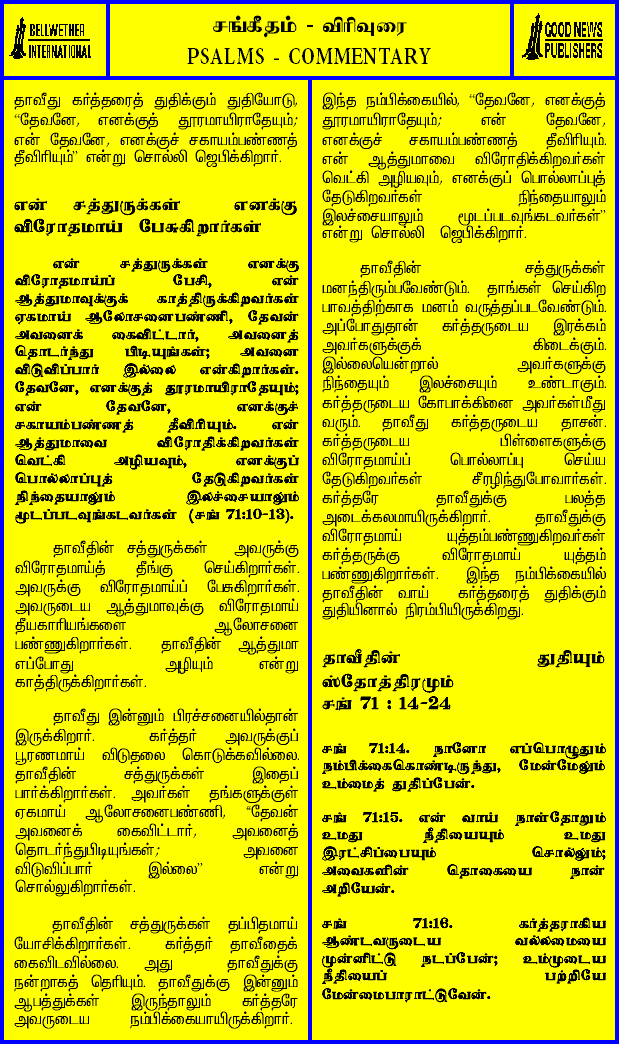 BELLWETHER
INTERNATIONAL
சங்கீதம் - விரிவுரை
PSALMS - COMMENTARY
GOOD NEWS
PUBLISHERS
தாவீது கர்த்தரைத் துதிக்கும் துதியோடு,
“தேவனே, எனக்குத் தூரமாயிராதேயும்;
என் தேவனே, எனக்குச் சகாயம்பண்ணத்
தீவிரியும்” என்று சொல்லி ஜெபிக்கிறார்.
என் சத்துருக்கள் எனக்கு
விரோதமாய் பேசுகிறார்கள்
என் சத்துருக்கள் எனக்கு
விரோதமாய்ப் பேசி, என்
ஆத்துமாவுக்குக் காத்திருக்கிறவர்கள்
ஏகமாய் ஆலோசனைபண்ணி, தேவன்
அவனைக் கைவிட்டார், அவனைத்
தொடர்ந்து பிடியுங்கள்; அவனை
விடுவிப்பார் இல்லை என்கிறார்கள்.
தேவனே, எனக்குத் தூரமாயிராதேயும்;
என் தேவனே, எனக்குச்
சகாயம்பண்ணத் தீவிரியும். என்
ஆத்துமாவை விரோதிக்கிறவர்கள்
வெட்கி அழியவும், எனக்குப்
பொல்லாப்புத் தேடுகிறவர்கள்
நிந்தையாலும் இலச்சையாலும்
மூடப்படவுங்கடவர்கள் (சங் 71:10-13).
தாவீதின் சத்துருக்கள் அவருக்கு
விரோதமாய்த் தீங்கு செய்கிறார்கள்.
அவருக்கு விரோதமாய்ப் பேசுகிறார்கள்.
அவருடைய ஆத்துமாவுக்கு விரோதமாய்
தீயகாரியங்களை ஆலோசனை
பண்ணுகிறார்கள். தாவீதின் ஆத்துமா
எப்போது அழியும் என்று
காத்திருக்கிறார்கள்.
தாவீது இன்னும் பிரச்சனையில்தான்
இருக்கிறார். கர்த்தர் அவருக்குப்
பூரணமாய் விடுதலை கொடுக்கவில்லை.
தாவீதின் சத்துருக்கள் இதைப்
பார்க்கிறார்கள். அவர்கள் தங்களுக்குள்
ஏகமாய் ஆலோசனைபண்ணி, “தேவன்
அவனைக் கைவிட்டார், அவனைத்
தொடர்ந்துபிடியுங்கள்; அவனை
விடுவிப்பார் இல்லை” என்று
சொல்லுகிறார்கள்.
தாவீதின் சத்துருக்கள் தப்பிதமாய்
யோசிக்கிறார்கள். கர்த்தர் தாவீதைக்
கைவிடவில்லை. அது தாவீதுக்கு
நன்றாகத் தெரியும். தாவீதுக்கு இன்னும்
ஆபத்துக்கள் இருந்தாலும் கர்த்தரே
அவருடைய நம்பிக்கையாயிருக்கிறார்.
இந்த நம்பிக்கையில், “தேவனே, எனக்குத்
தூரமாயிராதேயும்; என் தேவனே,
எனக்குச் சகாயம்பண்ணத் தீவிரியும்.
என் ஆத்துமாவை விரோதிக்கிறவர்கள்
வெட்கி அழியவும், எனக்குப் பொல்லாப்புத்
தேடுகிறவர்கள் நிந்தையாலும்
இலச்சையாலும் மூடப்படவுங்கடவர்கள்”
என்று சொல்லி ஜெபிக்கிறார்.
தாவீதின் சத்துருக்கள்
மனந்திரும்பவேண்டும். தாங்கள் செய்கிற
பாவத்திற்காக மனம் வருத்தப்படவேண்டும்.
அப்போதுதான் கர்த்தருடைய இரக்கம்
அவர்களுக்குக் கிடைக்கும்.
இல்லையென்றால் அவர்களுக்கு
நிந்தையும் இலச்சையும் உண்டாகும்.
கர்த்தருடைய கோபாக்கினை அவர்கள்மீது
வரும். தாவீது கர்த்தருடைய தாசன்.
கர்த்தருடைய பிள்ளைகளுக்கு
விரோதமாய்ப் பொல்லாப்பு செய்ய
தேடுகிறவர்கள் சீரழிந்துபோவார்கள்.
கர்த்தரே தாவீதுக்கு பலத்த
அடைக்கலமாயிருக்கிறார். தாவீதுக்கு
விரோதமாய் யுத்தம்பண்ணுகிறவர்கள்
கர்த்தருக்கு விரோதமாய் யுத்தம்
பண்ணுகிறார்கள். இந்த நம்பிக்கையில்
தாவீதின் வாய் கர்த்தரைத் துதிக்கும்
துதியினால் நிரம்பியிருக்கிறது.
தாவீதின் துதியும்
ஸ்தோத்திரமும்
சங் 71 : 14-24
சங் 71:14. நானோ எப்பொழுதும்
நம்பிக்கைகொண்டிருந்து, மேன்மேலும்
உம்மைத் துதிப்பேன்.
சங் 71:15. என் வாய் நாள்தோறும்
உமது நீதியையும் உமது
இரட்சிப்பையும் சொல்லும்;
அவைகளின் தொகையை நான்
அறியேன்.
சங் 71:16. கர்த்தராகிய
ஆண்டவருடைய வல்லமையை
முன்னிட்டு நடப்பேன்; உம்முடைய
நீதியைப் பற்றியே
மேன்மைபாராட்டுவேன்.